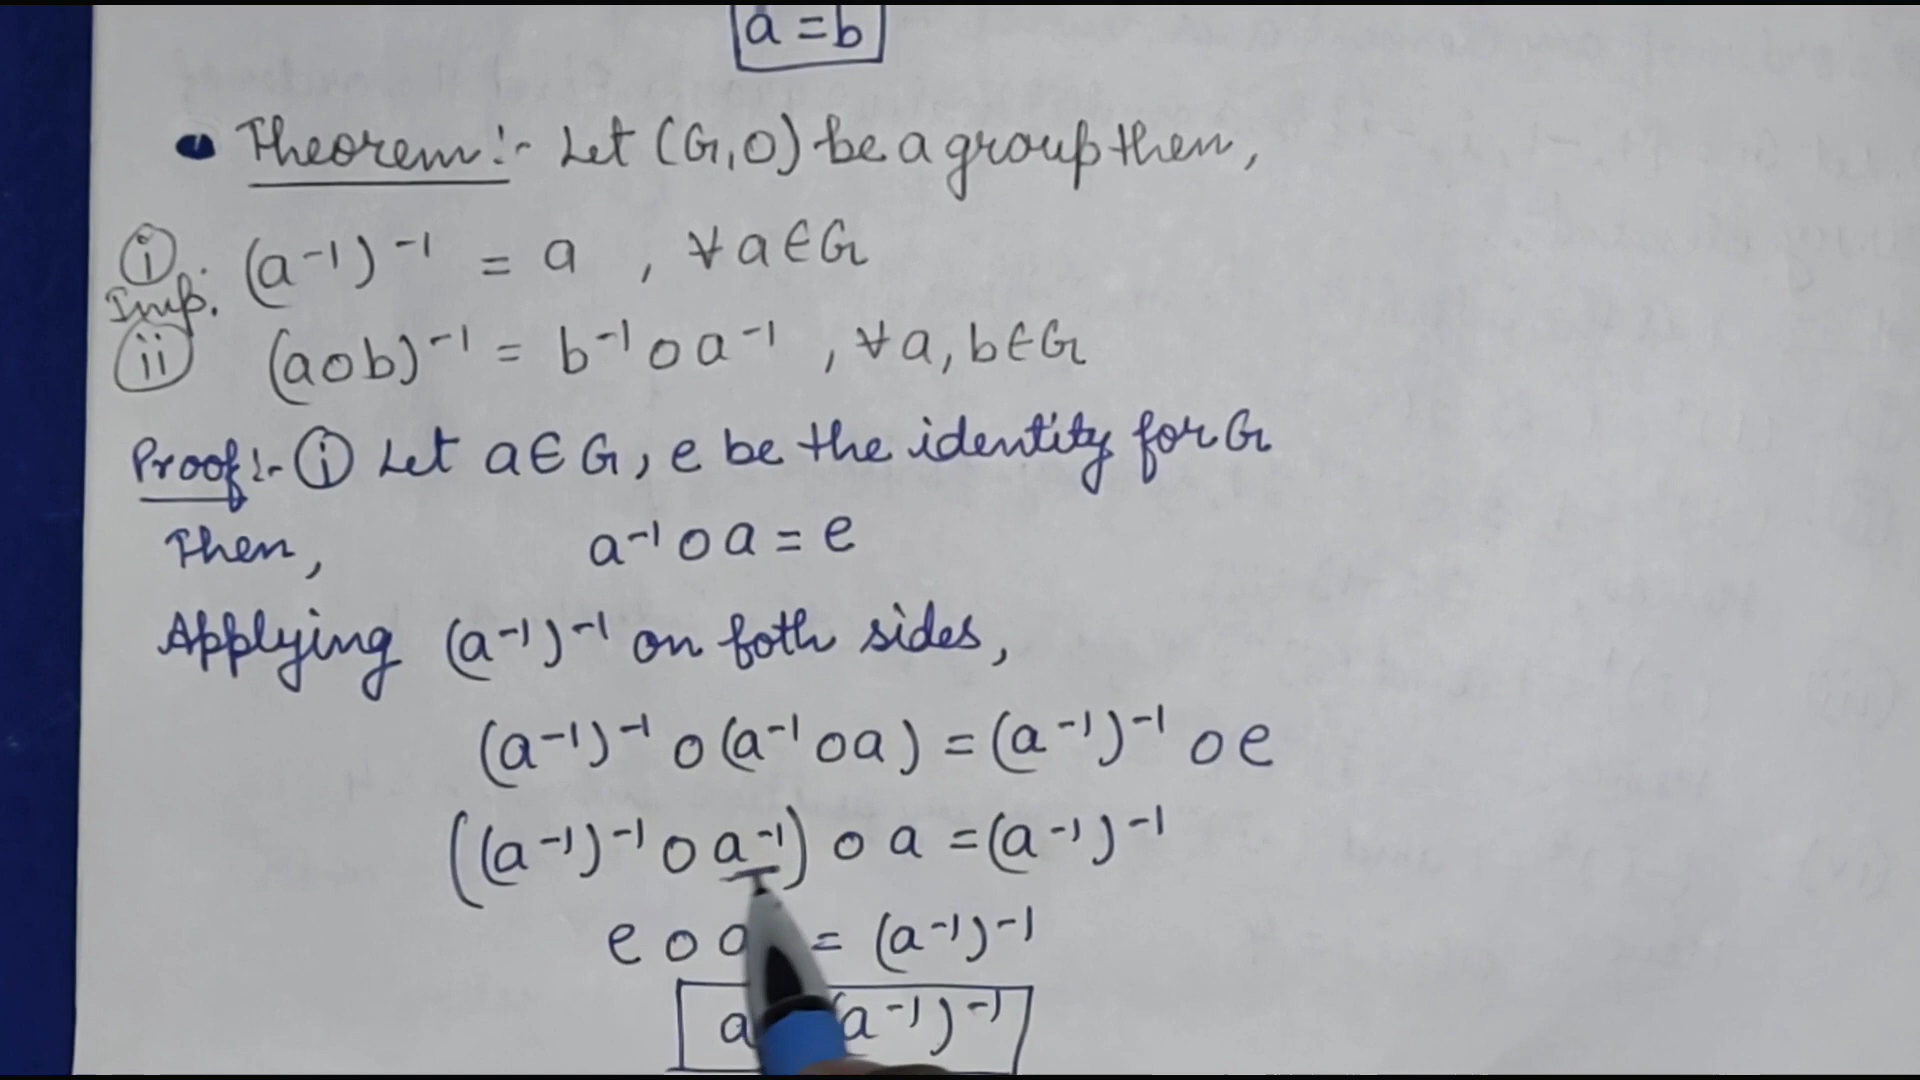 a = b
• Theorem:- Let (G,o) be a group then,
(i) (a⁻¹)⁻¹ = a , ∀ a ∈ G
Imp.
(ii) (a o b)⁻¹ = b⁻¹ o a⁻¹ , ∀ a, b ∈ G
Proof:- (i) Let a ∈ G, e be the identity for G
Then, a⁻¹ o a = e
Applying (a⁻¹)⁻¹ on both sides,
(a⁻¹)⁻¹ o (a⁻¹ o a) = (a⁻¹)⁻¹ o e
((a⁻¹)⁻¹ o a⁻¹) o a = (a⁻¹)⁻¹
e o a = (a⁻¹)⁻¹
a (a⁻¹)⁻¹